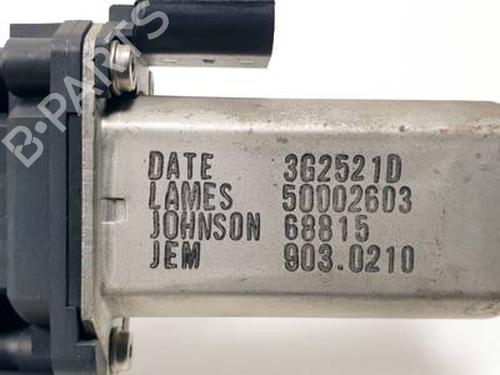 B-PARTS
DATE 3G2521D
LAMES 50002603
JOHNSON 68815
JEM 903.0210